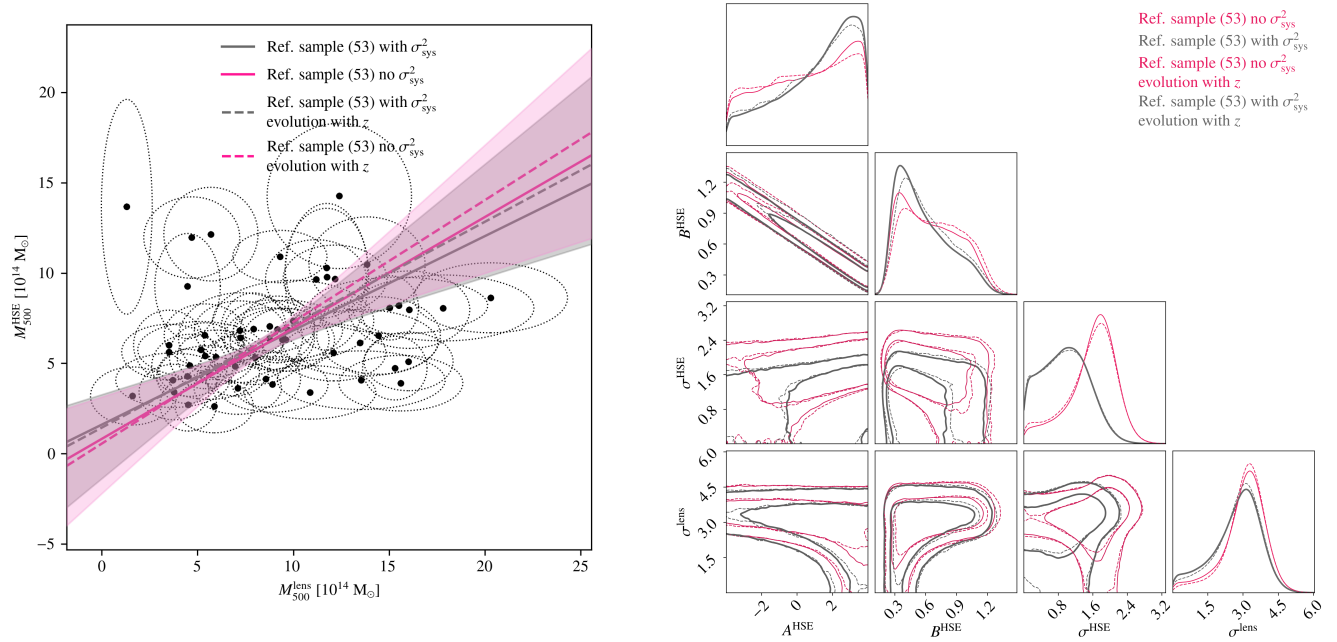 Ref. sample (53) with σ²sys
Ref. sample (53) no σ²sys
Ref. sample (53) with σ²sys
evolution with z
Ref. sample (53) no σ²sys
evolution with z
20
15
10
5
0
−5
M₅₀₀^HSE [10¹⁴ M⊙]
0
5
10
15
20
25
M₅₀₀^lens [10¹⁴ M⊙]
Ref. sample (53) no σ²sys
Ref. sample (53) with σ²sys
Ref. sample (53) no σ²sys
evolution with z
Ref. sample (53) with σ²sys
evolution with z
1.2
0.9
0.6
0.3
B^HSE
3.2
2.4
1.6
0.8
σ^HSE
6.0
4.5
3.0
1.5
σ^lens
−2
0
2
A^HSE
0.3
0.6
0.9
1.2
B^HSE
0.8
1.6
2.4
3.2
σ^HSE
1.5
3.0
4.5
6.0
σ^lens